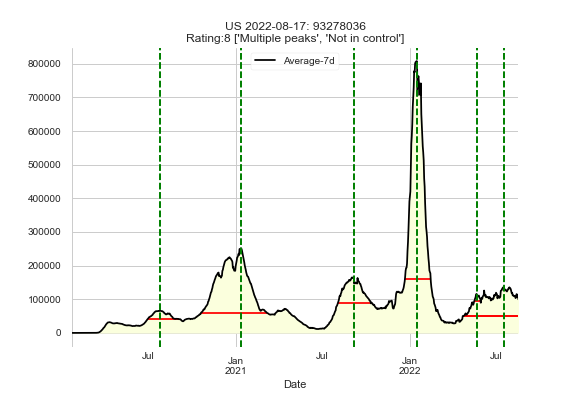 US 2022-08-17: 93278036
Rating:8 ['Multiple peaks', 'Not in control']
Average-7d
800000
700000
600000
500000
400000
300000
200000
100000
0
Jul
Jan
2021
Jul
Jan
2022
Jul
Date